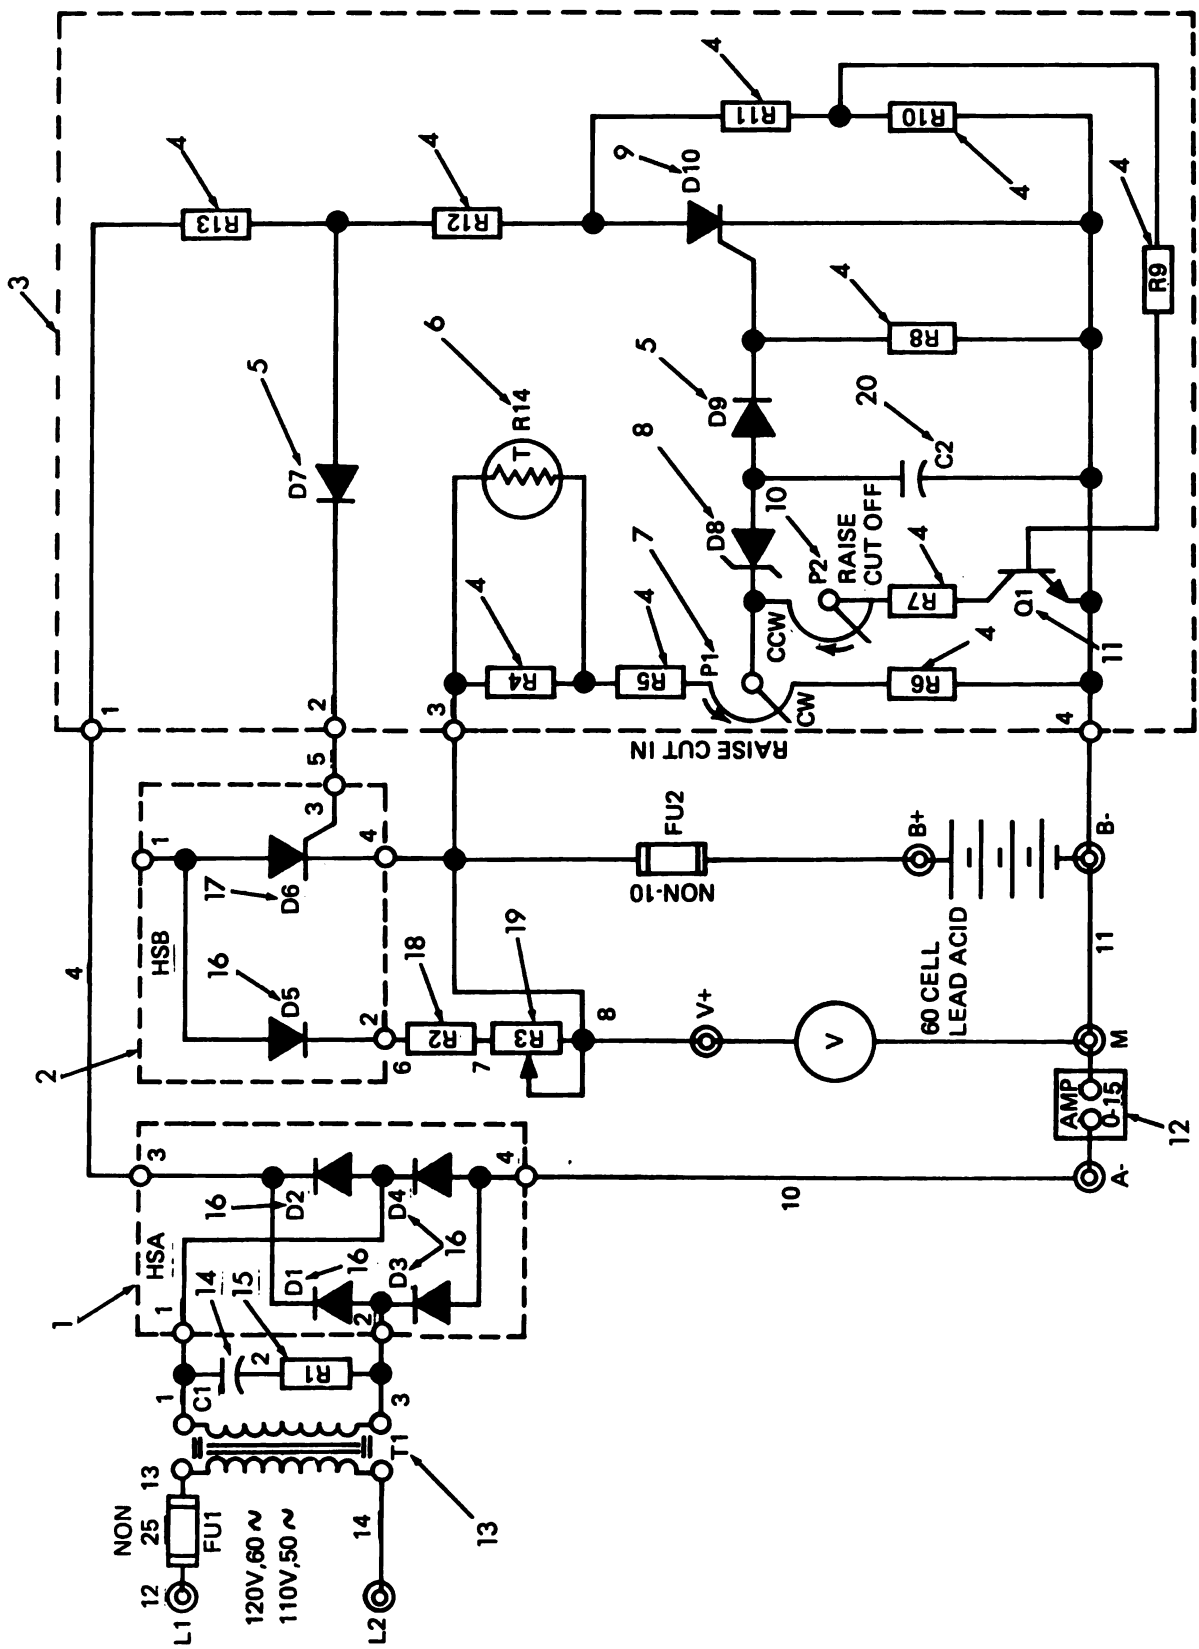 3
1
4
R13
4
R12
4
R11
4
R10
9
D10
4
R9
4
R8
5
D9
5
D7
2
5
6
R14
T
20
C2
8
D8
10
P2
RAISE
CUT OFF
7
P1
4
R7
4
R6
4
R5
4
R4
CCW
CW
Q1
11
3
4
RAISE CUT IN
2
HSB
1
3
4
17
D6
16
D5
2
6
18
R2
7
19
R3
8
FU2
NON-10
B+
B-
60 CELL
LEAD ACID
11
V+
V
M
AMP
0-15
12
A-
10
4
1
HSA
3
4
16
D2
D4
16
D1
16
D3
1
2
14
C1
15
2
R1
1
3
T1
13
13
14
NON
25
FU1
12
L1
120V,60 ~
110V,50 ~
L2